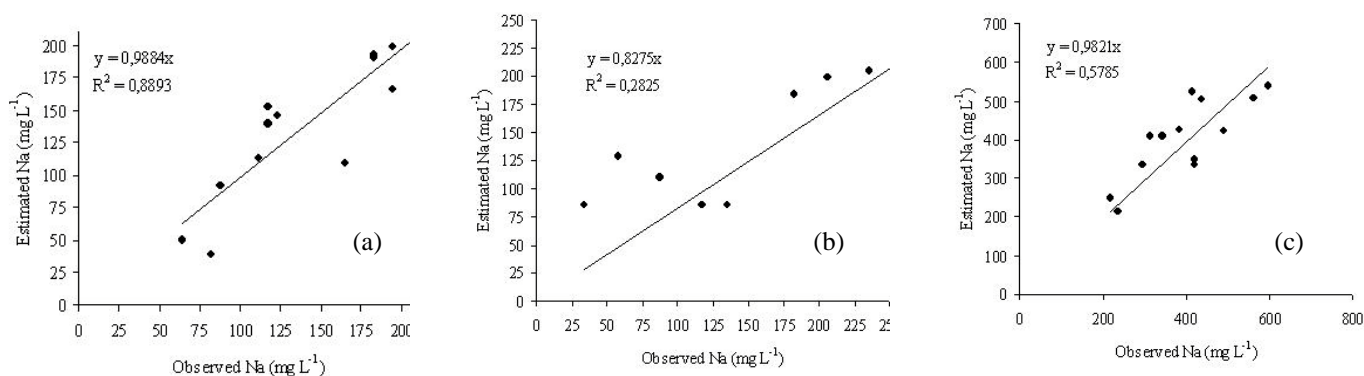 y = 0,9884x
R² = 0,8893
Estimated Na (mg L⁻¹)
200
175
150
125
100
75
50
25
0
0 25 50 75 100 125 150 175 200
Observed Na (mg L⁻¹)
(a)
y = 0,8275x
R² = 0,2825
Estimated Na (mg L⁻¹)
250
225
200
175
150
125
100
75
50
25
0
0 25 50 75 100 125 150 175 200 225 25
Observed Na (mg L⁻¹)
(b)
y = 0,9821x
R² = 0,5785
Estimated Na (mg L⁻¹)
700
600
500
400
300
200
100
0
0 200 400 600 800
Observed Na (mg L⁻¹)
(c)